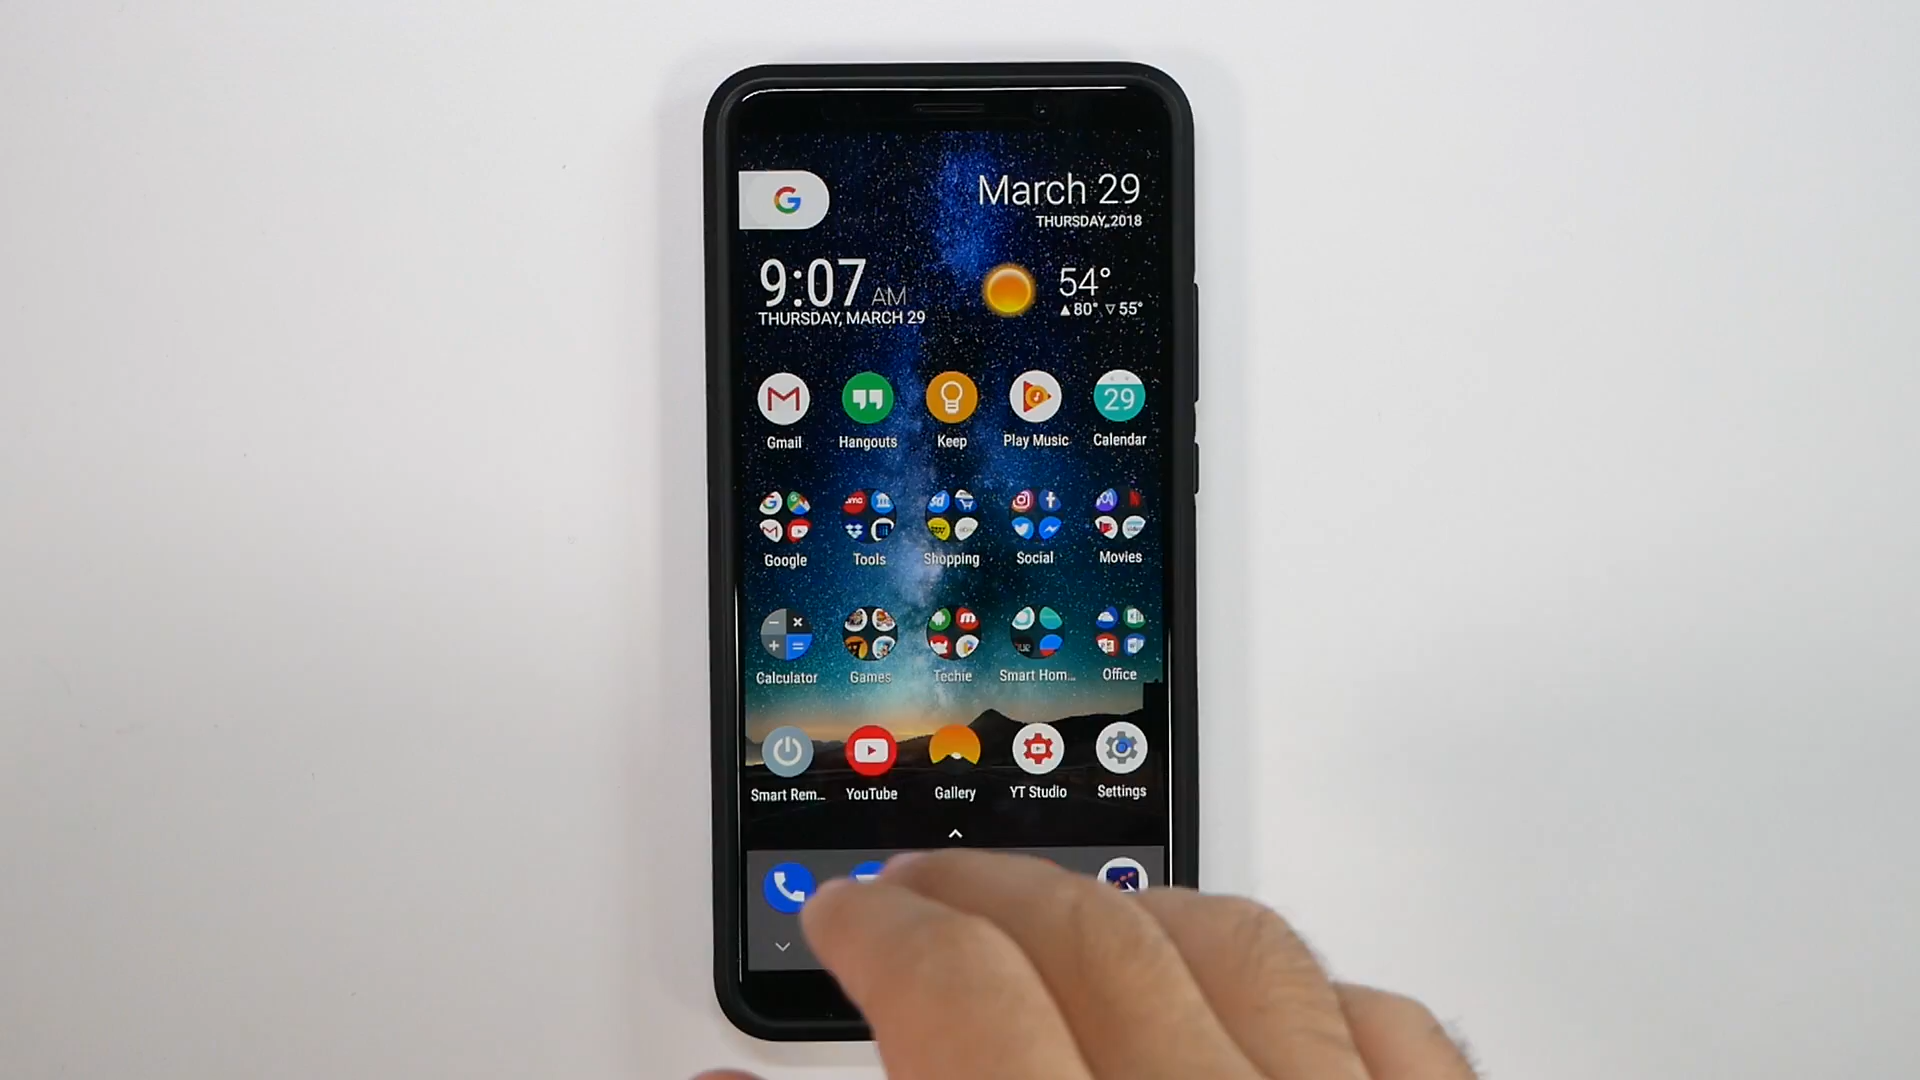 G
March 29
THURSDAY, 2018
9:07 AM
THURSDAY, MARCH 29
54°
▲80° ▽55°
29
Gmail
Hangouts
Keep
Play Music
Calendar
Google
Tools
Shopping
Social
Movies
Calculator
Games
Techie
Smart Hom...
Office
Smart Rem...
YouTube
Gallery
YT Studio
Settings